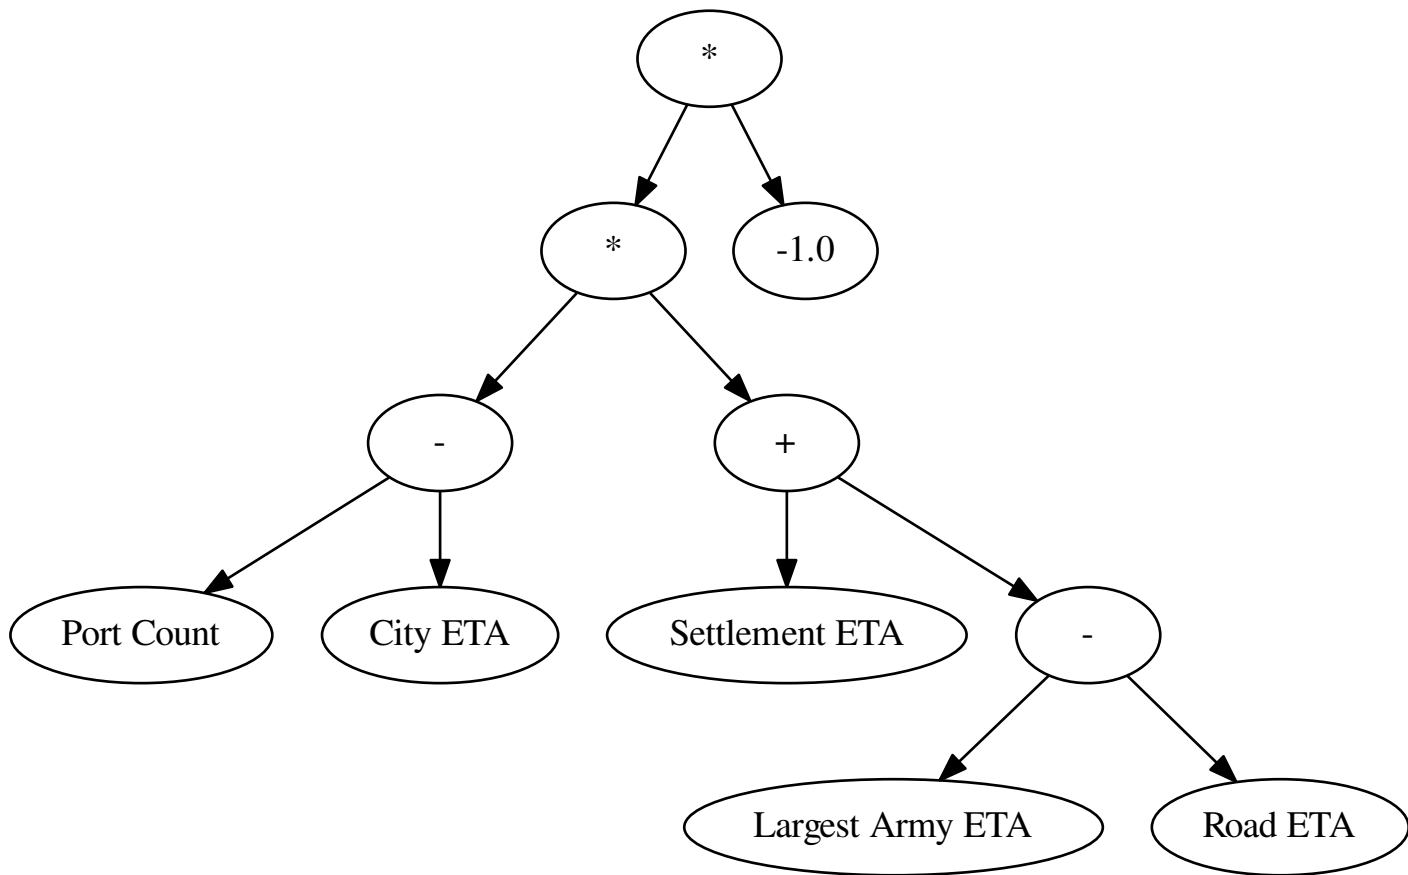 *
*
-1.0
-
+
Port Count
City ETA
Settlement ETA
-
Largest Army ETA
Road ETA